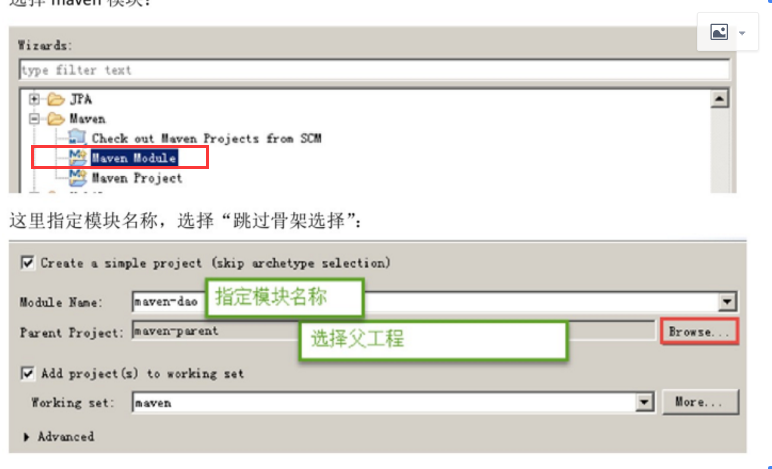 选择 maven 模块：
Wizards:
type filter text
JPA
Maven
Check out Maven Projects from SCM
Maven Module
Maven Project
这里指定模块名称，选择“跳过骨架选择”：
Create a simple project (skip archetype selection)
Module Name: maven-dao 指定模块名称
Parent Project: maven-parent 选择父工程 Browse...
Add project(s) to working set
Working set: maven More...
Advanced